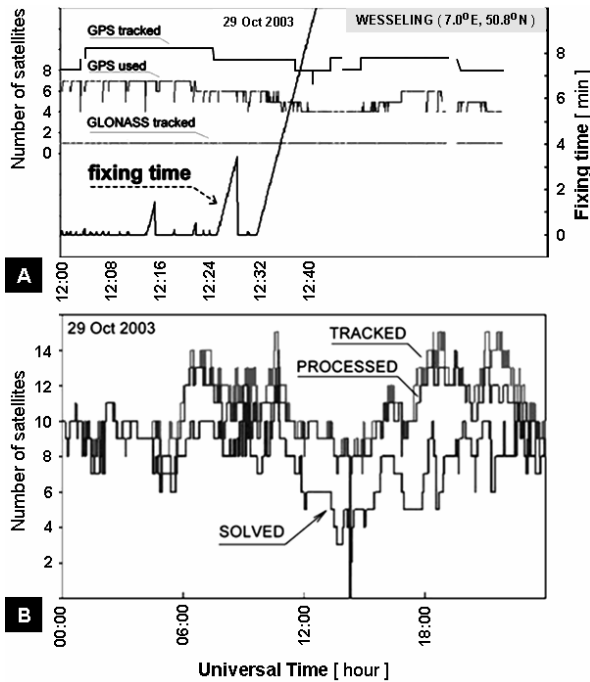 29 Oct 2003
WESSELING ( 7.0ºE, 50.8ºN )
Number of satellites
8
6
4
2
0
GPS tracked
GPS used
GLONASS tracked
fixing time
8
6
4
2
0
Fixing time [ min ]
A
12:00
12:08
12:16
12:24
12:32
12:40
29 Oct 2003
Number of satellites
14
12
10
8
6
4
2
TRACKED
PROCESSED
SOLVED
B
00:00
06:00
12:00
18:00
Universal Time [ hour ]